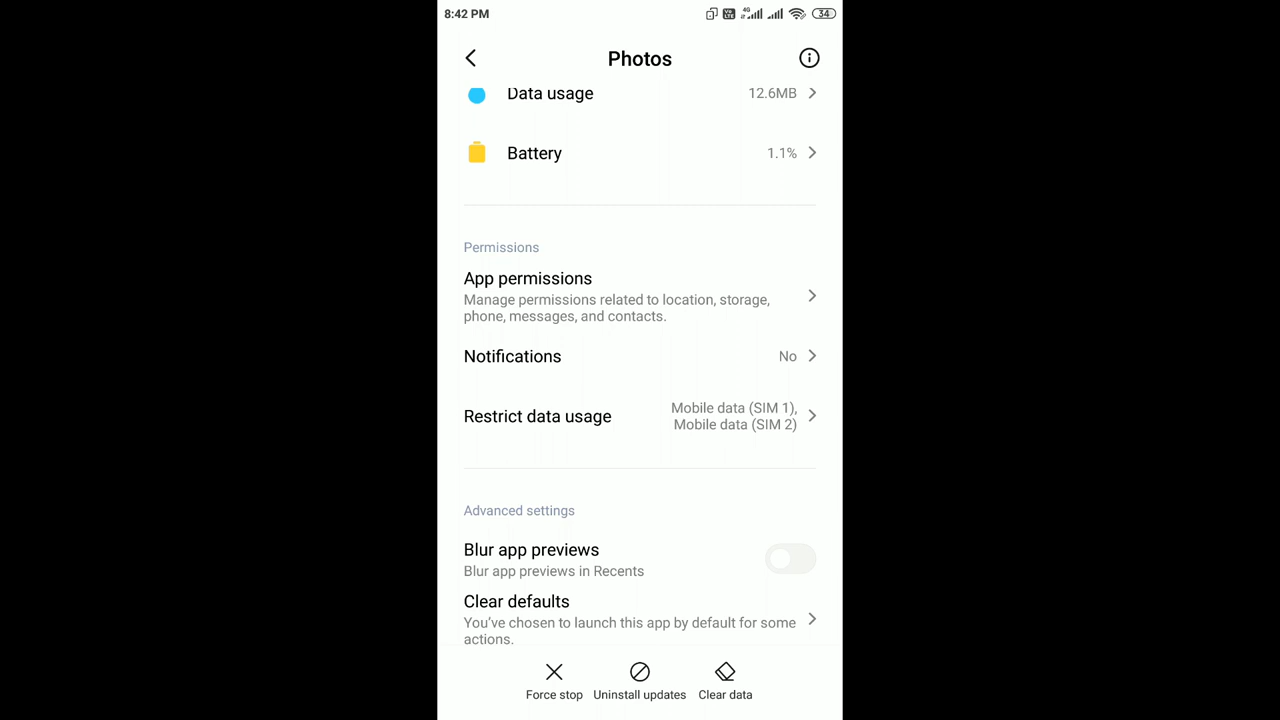 8:42 PM
4G
34
Photos
Data usage 12.6MB
Battery 1.1%
Permissions
App permissions
Manage permissions related to location, storage,
phone, messages, and contacts.
Notifications No
Restrict data usage Mobile data (SIM 1),
Mobile data (SIM 2)
Advanced settings
Blur app previews
Blur app previews in Recents
Clear defaults
You've chosen to launch this app by default for some
actions.
Force stop Uninstall updates Clear data